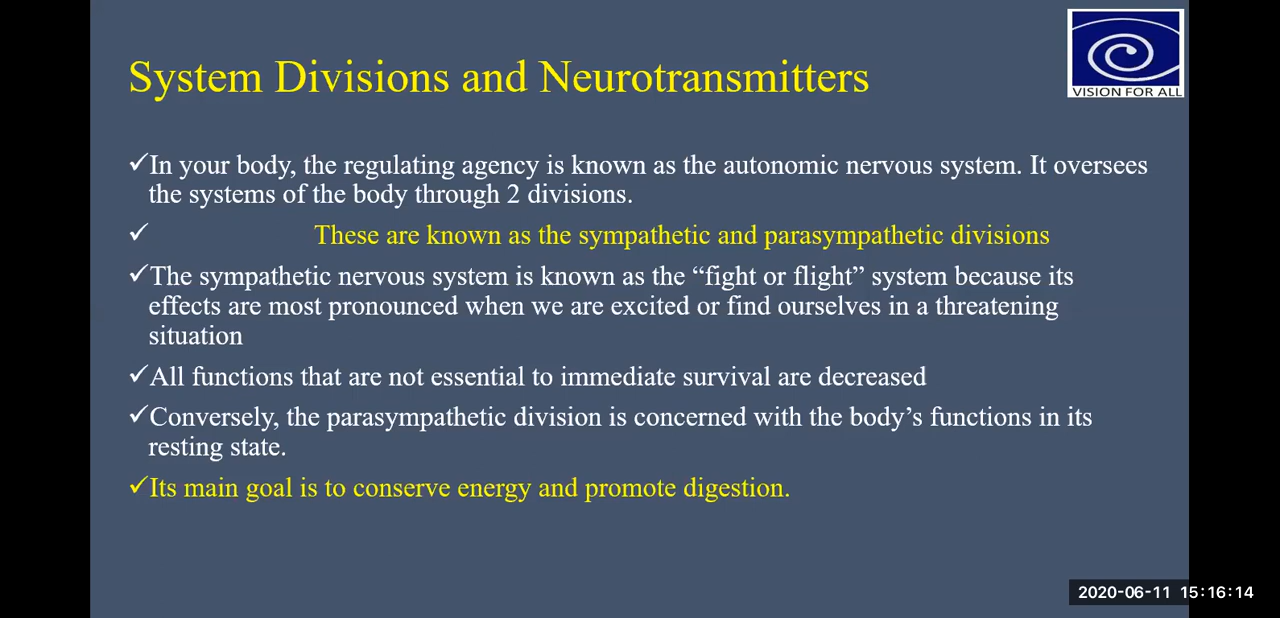 VISION FOR ALL
System Divisions and Neurotransmitters
✓In your body, the regulating agency is known as the autonomic nervous system. It oversees
the systems of the body through 2 divisions.
✓ These are known as the sympathetic and parasympathetic divisions
✓The sympathetic nervous system is known as the “fight or flight” system because its
effects are most pronounced when we are excited or find ourselves in a threatening
situation
✓All functions that are not essential to immediate survival are decreased
✓Conversely, the parasympathetic division is concerned with the body’s functions in its
resting state.
✓Its main goal is to conserve energy and promote digestion.
2020-06-11 15:16:14